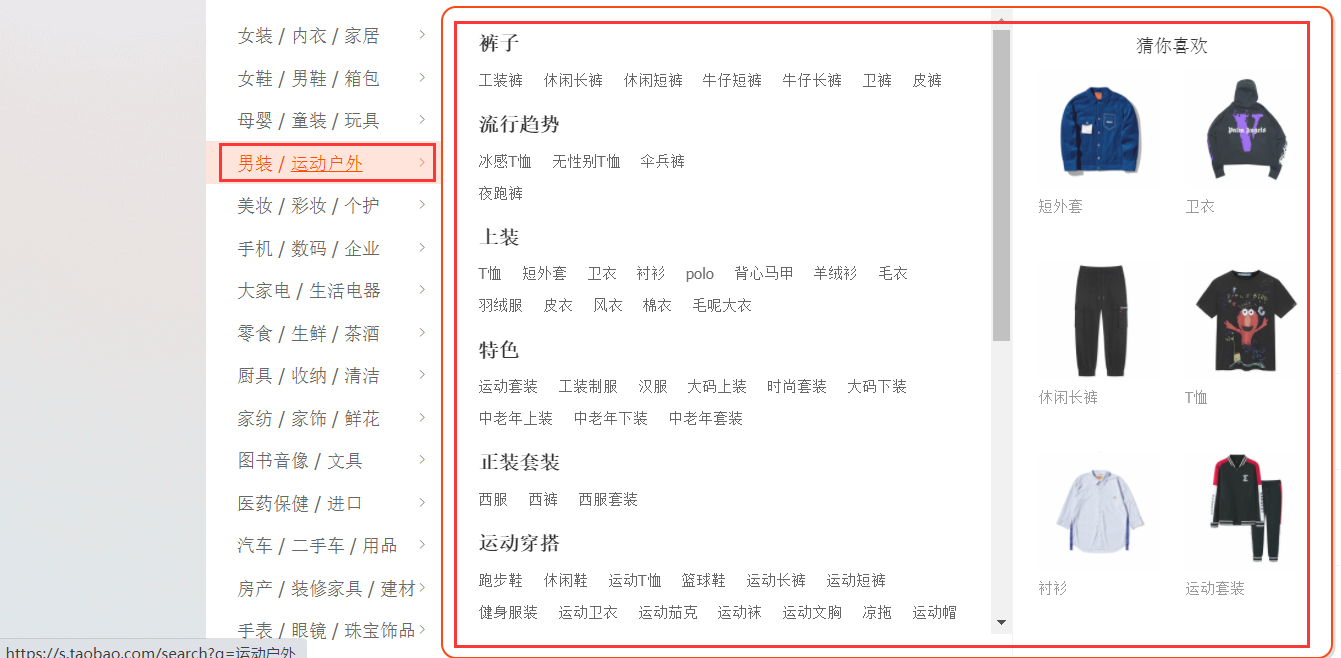 女装 / 内衣 / 家居
女鞋 / 男鞋 / 箱包
母婴 / 童装 / 玩具
男装 / 运动户外
美妆 / 彩妆 / 个护
手机 / 数码 / 企业
大家电 / 生活电器
零食 / 生鲜 / 茶酒
厨具 / 收纳 / 清洁
家纺 / 家饰 / 鲜花
图书音像 / 文具
医药保健 / 进口
汽车 / 二手车 / 用品
房产 / 装修家具 / 建材
手表 / 眼镜 / 珠宝饰品
裤子
工装裤 休闲长裤 休闲短裤 牛仔短裤 牛仔长裤 卫裤 皮裤
流行趋势
冰感T恤 无性别T恤 伞兵裤
夜跑裤
上装
T恤 短外套 卫衣 衬衫 polo 背心马甲 羊绒衫 毛衣
羽绒服 皮衣 风衣 棉衣 毛呢大衣
特色
运动套装 工装制服 汉服 大码上装 时尚套装 大码下装
中老年上装 中老年下装 中老年套装
正装套装
西服 西裤 西服套装
运动穿搭
跑步鞋 休闲鞋 运动T恤 篮球鞋 运动长裤 运动短裤
健身服装 运动卫衣 运动茄克 运动袜 运动文胸 凉拖 运动帽
猜你喜欢
Palm Angels
短外套 卫衣
休闲长裤 T恤
衬衫 运动套装
https://s.taobao.com/search?q=运动户外